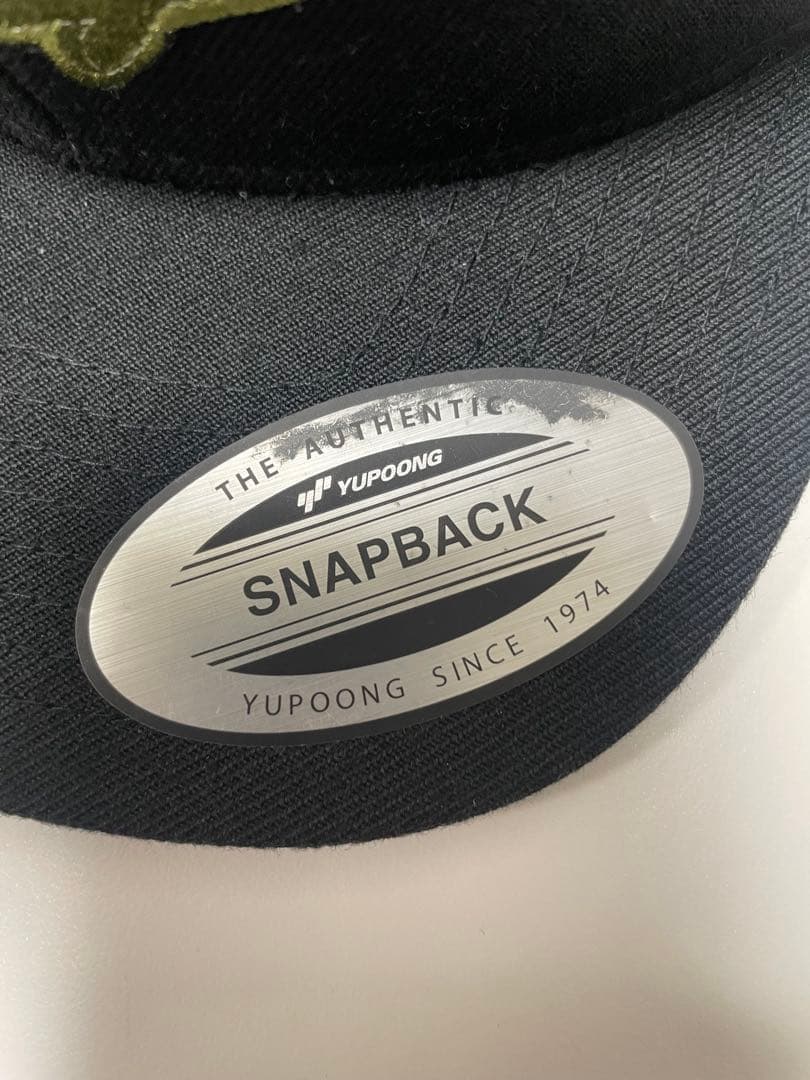 THE AUTHENTIC
YUPOONG
SNAPBACK
YUPOONG SINCE 1974